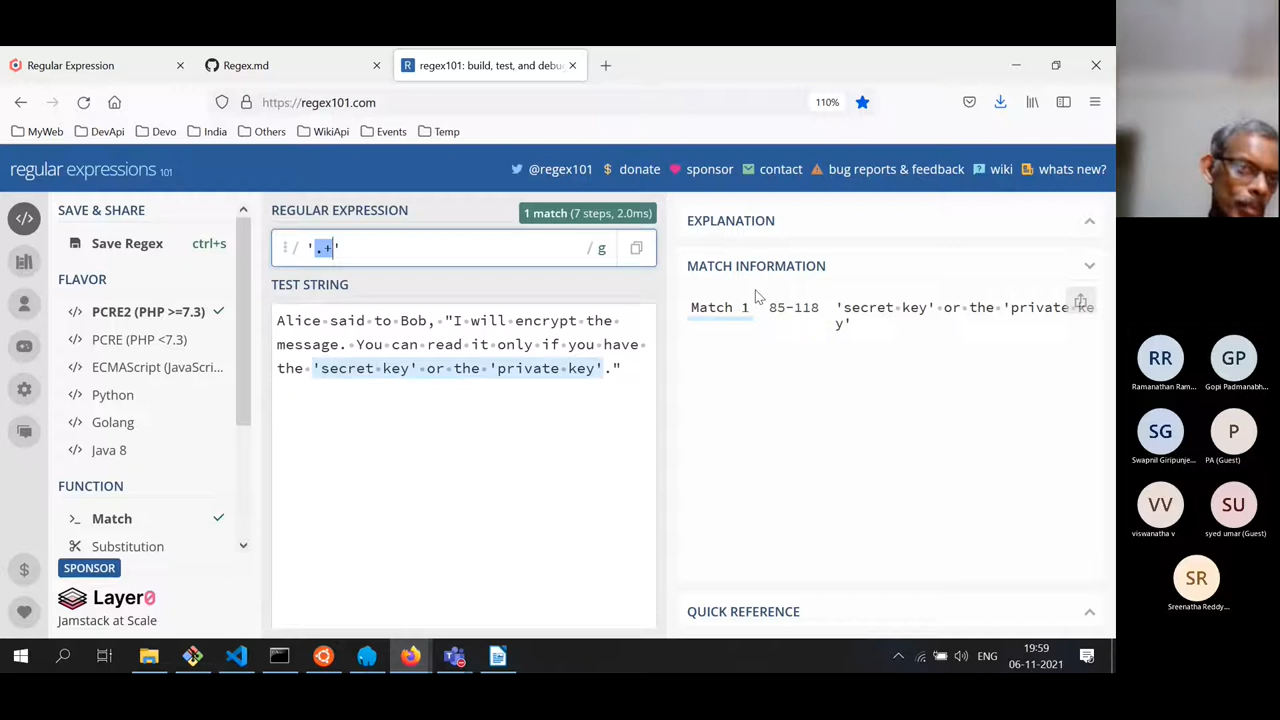 Regular Expression
Regex.md
regex101: build, test, and debu
https://regex101.com
110%
MyWeb
DevApi
Devo
India
Others
WikiApi
Events
Temp
regular expressions 101
@regex101
$ donate
sponsor
contact
bug reports & feedback
wiki
whats new?
SAVE & SHARE
Save Regex ctrl+s
FLAVOR
</> PCRE2 (PHP >=7.3)
</> PCRE (PHP <7.3)
</> ECMAScript (JavaScri...
</> Python
</> Golang
</> Java 8
FUNCTION
>_ Match
Substitution
SPONSOR
Layer0
Jamstack at Scale
REGULAR EXPRESSION
1 match (7 steps, 2.0ms)
/ '.+' / g
TEST STRING
Alice·said·to·Bob,·"I·will·encrypt·the·
message.·You·can·read·it·only·if·you·have·
the·'secret·key'·or·the·'private·key'."
EXPLANATION
MATCH INFORMATION
Match 1 85-118 'secret·key'·or·the·'private·ke
y'
QUICK REFERENCE
RR
Ramanathan Ram...
GP
Gopi Padmanabh...
SG
Swapnil Giripunje...
P
PA (Guest)
VV
viswanatha v
SU
syed umar (Guest)
SR
Sreenatha Reddy...
ENG
19:59
06-11-2021